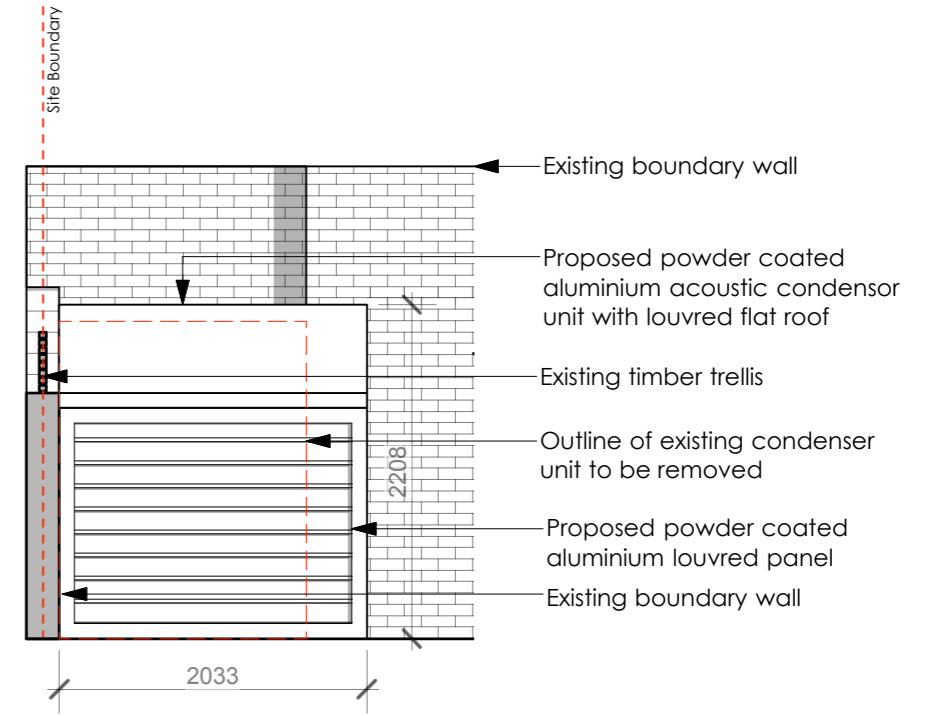 Site Boundary
Existing boundary wall
Proposed powder coated
aluminium acoustic condensor
unit with louvred flat roof
Existing timber trellis
Outline of existing condenser
unit to be removed
2208
Proposed powder coated
aluminium louvred panel
Existing boundary wall
2033